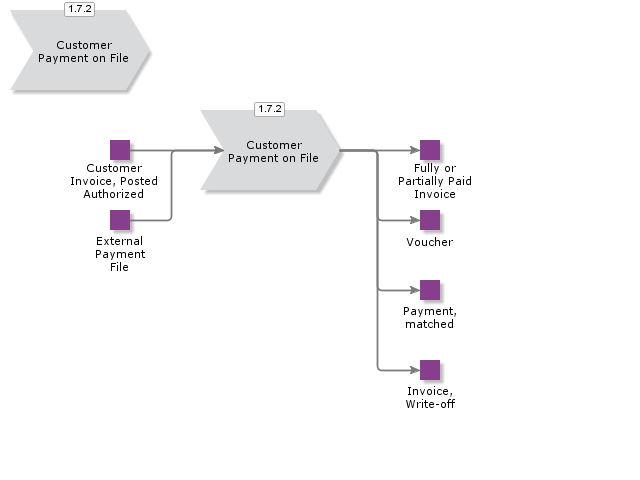 1.7.2
Customer
Payment on File
1.7.2
Customer
Payment on File
Customer
Invoice, Posted
Authorized
External
Payment
File
Fully or
Partially Paid
Invoice
Voucher
Payment,
matched
Invoice,
Write-off